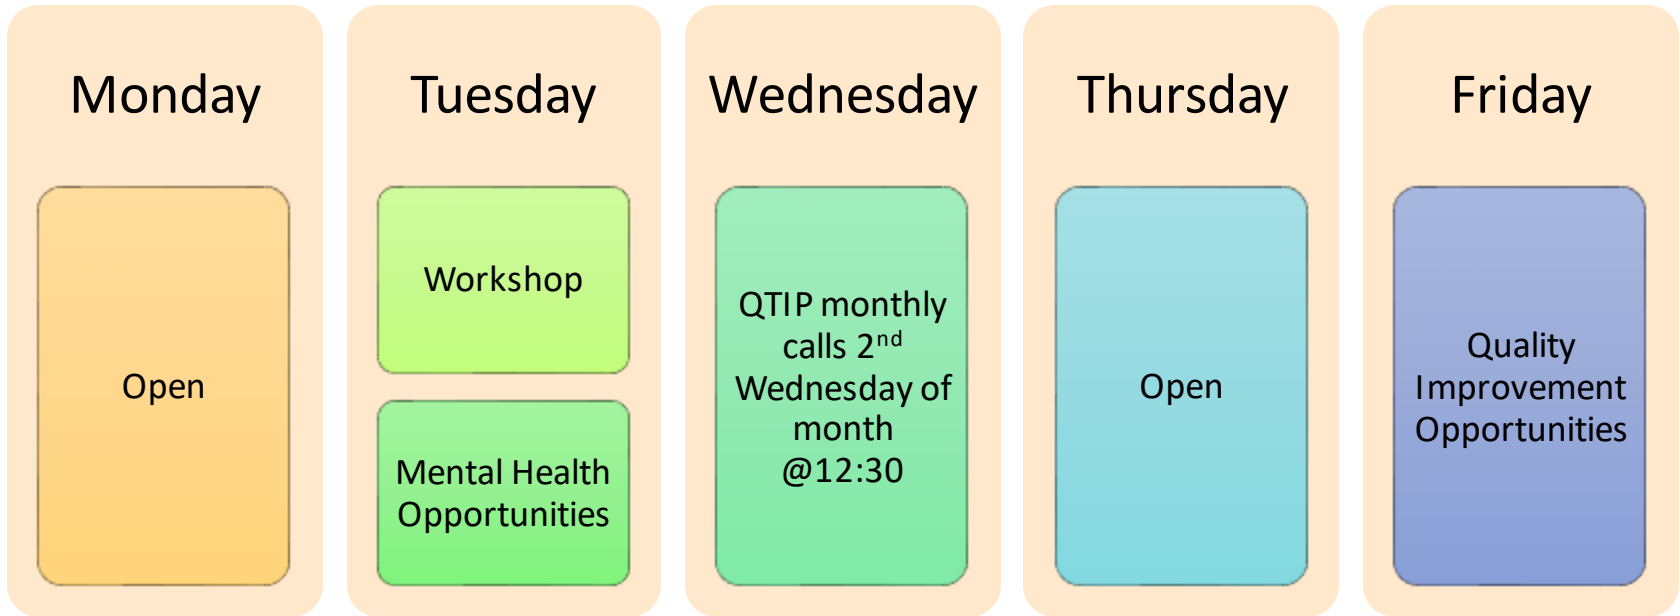 Monday
Open
Tuesday
Workshop
Mental Health
Opportunities
Wednesday
QTIP monthly
calls 2nd
Wednesday of
month
@12:30
Thursday
Open
Friday
Quality
Improvement
Opportunities